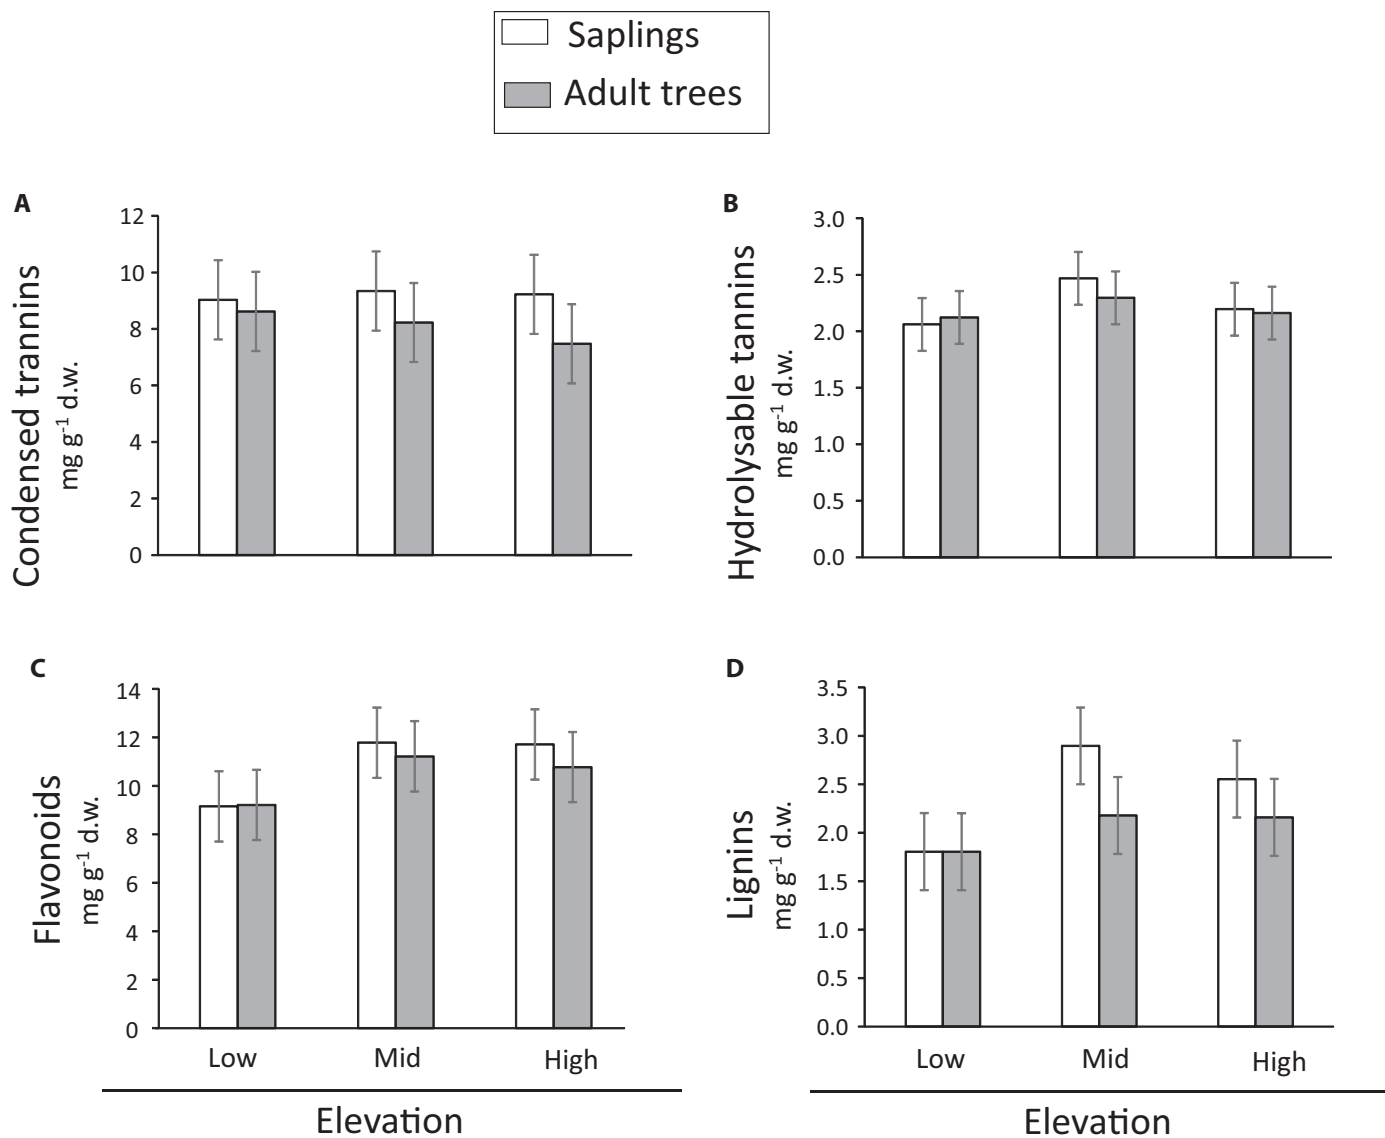 Saplings
Adult trees
A
Condensed trannins
mg g⁻¹ d.w.
12
10
8
6
4
2
0
B
Hydrolysable tannins
mg g⁻¹ d.w.
3.0
2.5
2.0
1.5
1.0
0.5
0.0
C
Flavonoids
mg g⁻¹ d.w.
14
12
10
8
6
4
2
0
Low Mid High
Elevation
D
Lignins
mg g⁻¹ d.w.
3.5
3.0
2.5
2.0
1.5
1.0
0.5
0.0
Low Mid High
Elevation